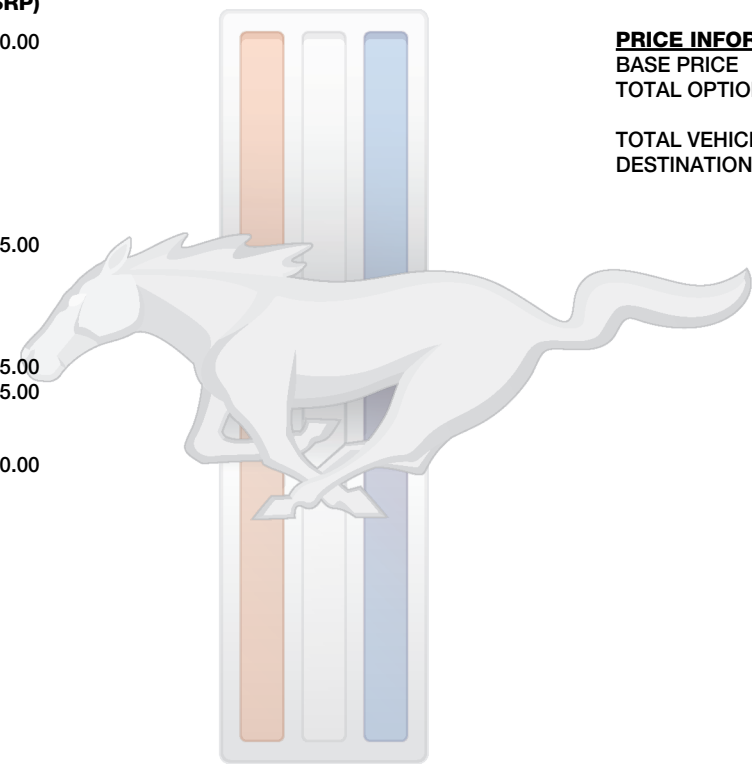 SRP)
0.00
5.00
5.00
5.00
0.00
PRICE INFOR
BASE PRICE
TOTAL OPTIO
TOTAL VEHICL
DESTINATION